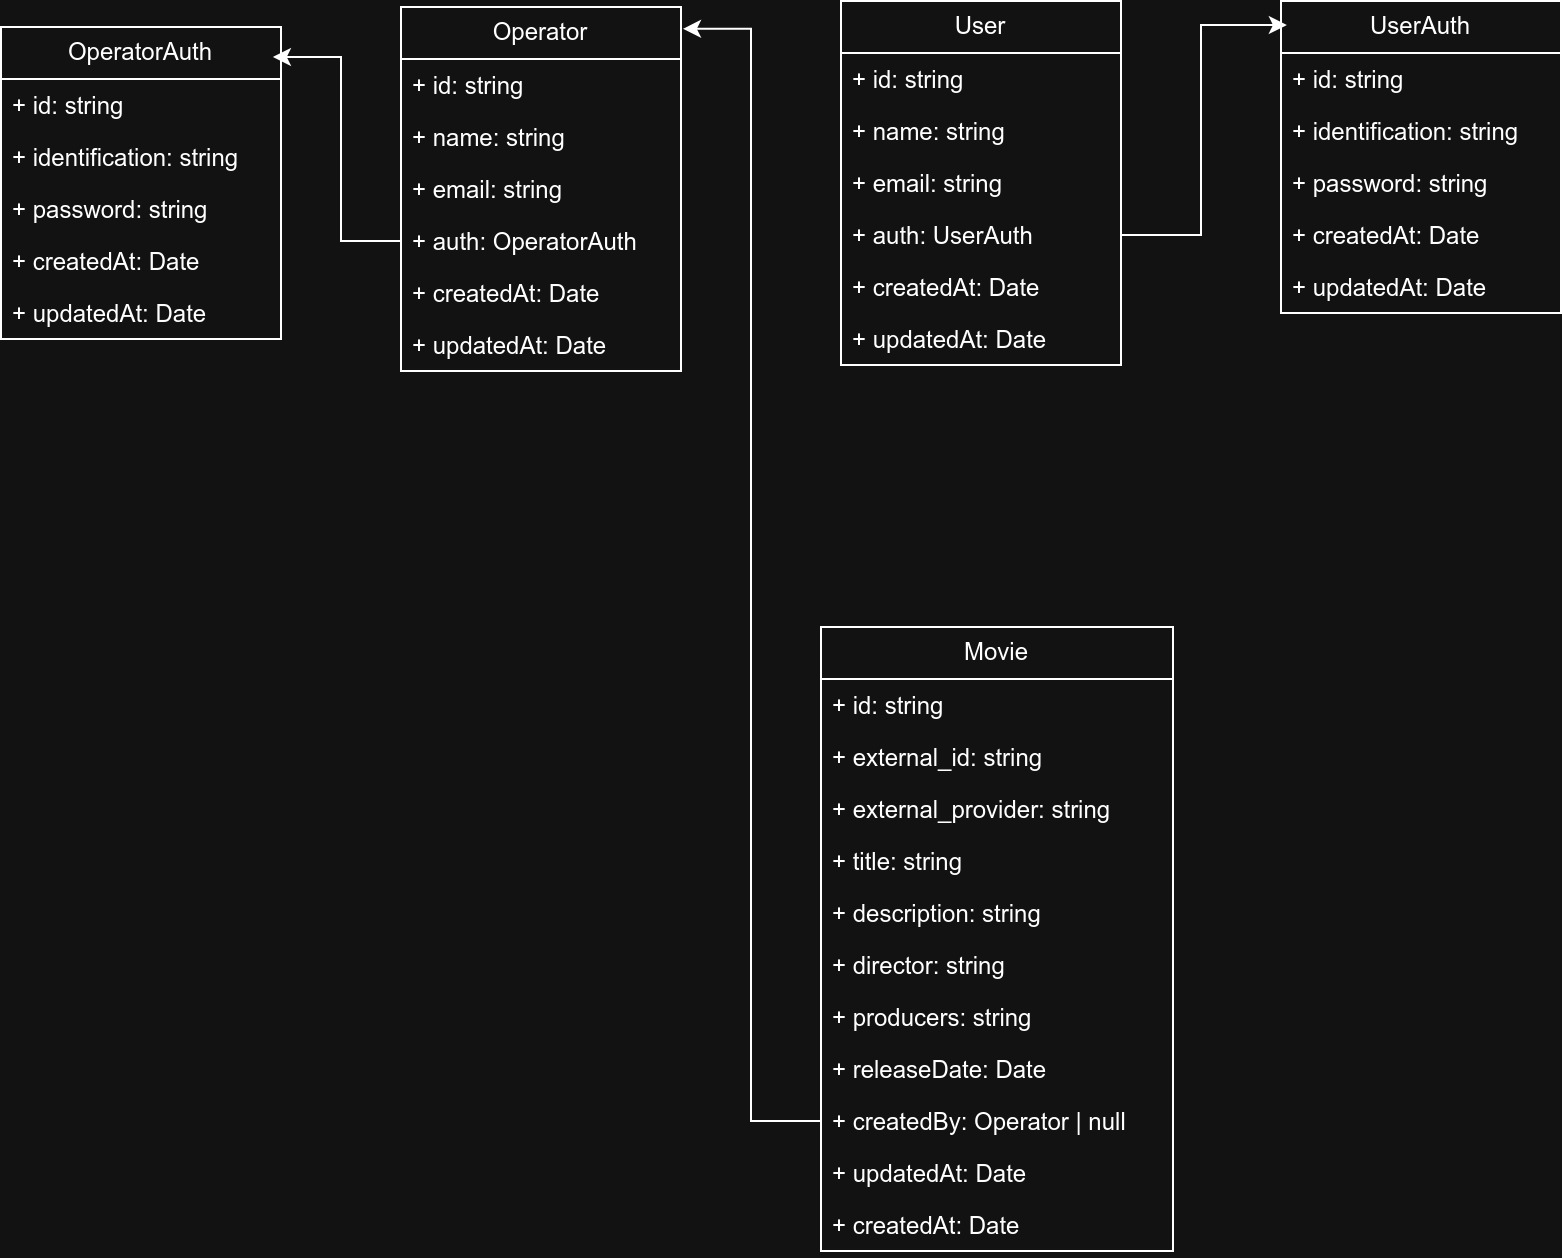 OperatorAuth
+ id: string
+ identification: string
+ password: string
+ createdAt: Date
+ updatedAt: Date
Operator
+ id: string
+ name: string
+ email: string
+ auth: OperatorAuth
+ createdAt: Date
+ updatedAt: Date
User
+ id: string
+ name: string
+ email: string
+ auth: UserAuth
+ createdAt: Date
+ updatedAt: Date
UserAuth
+ id: string
+ identification: string
+ password: string
+ createdAt: Date
+ updatedAt: Date
Movie
+ id: string
+ external_id: string
+ external_provider: string
+ title: string
+ description: string
+ director: string
+ producers: string
+ releaseDate: Date
+ createdBy: Operator | null
+ updatedAt: Date
+ createdAt: Date